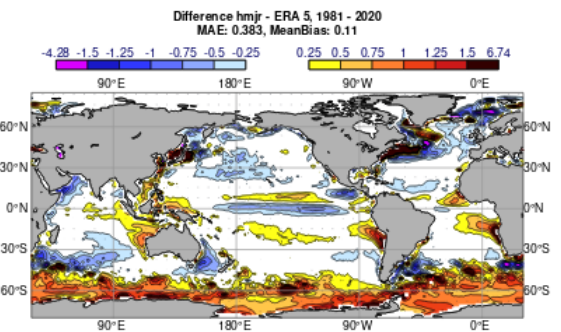 Difference hmjr - ERA 5, 1981 - 2020
MAE: 0.383, MeanBias: 0.11
-4.28 -1.5 -1.25 -1 -0.75 -0.5 -0.25 0.25 0.5 0.75 1 1.25 1.5 6.74
90°E 180°E 90°W 0°E
60°N 60°N
30°N 30°N
0°N 0°N
30°S 30°S
60°S 60°S
90°E 180°E 90°W 0°E